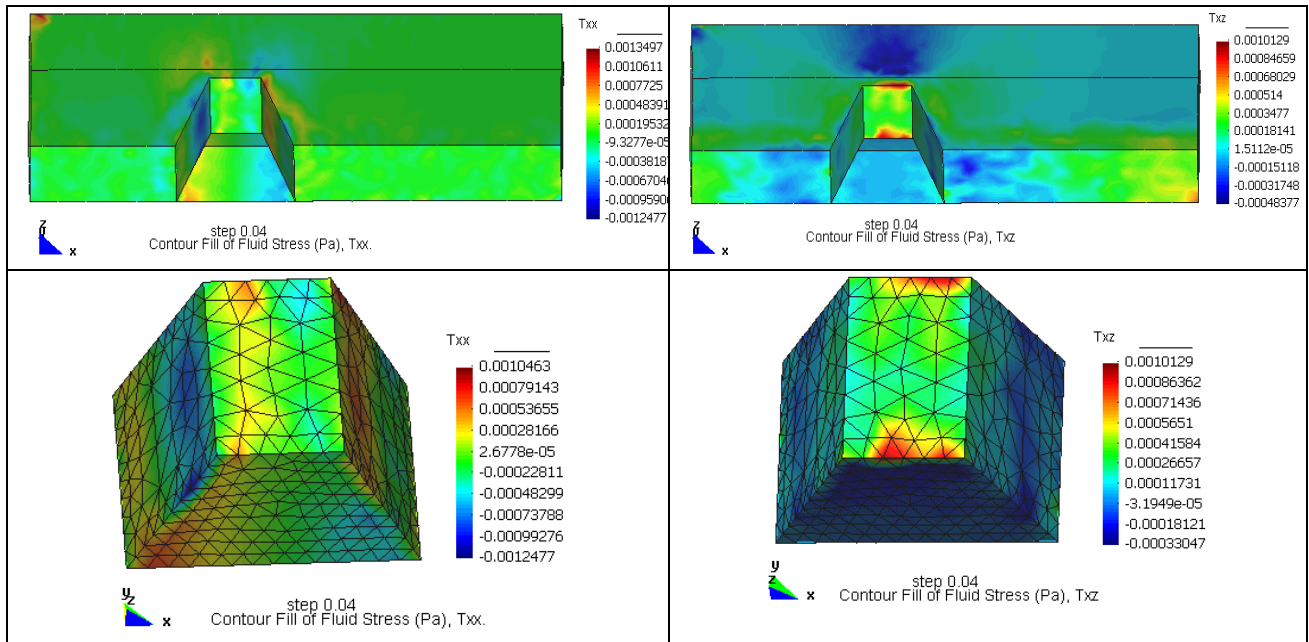 Txx
0.0013497
0.0010611
0.0007725
0.00048391
0.00019532
-9.3277e-05
-0.00038187
-0.0006704
-0.0009590
-0.0012477
x
step 0.04
Contour Fill of Fluid Stress (Pa), Txx.
Txz
0.0010129
0.00084659
0.00068029
0.000514
0.0003477
0.00018141
1.5112e-05
-0.00015118
-0.00031748
-0.00048377
x
step 0.04
Contour Fill of Fluid Stress (Pa), Txz
Txx
0.0010463
0.00079143
0.00053655
0.00028166
2.6778e-05
-0.00022811
-0.00048299
-0.00073788
-0.00099276
-0.0012477
y
z
x
step 0.04
Contour Fill of Fluid Stress (Pa), Txx.
Txz
0.0010129
0.00086362
0.00071436
0.0005651
0.00041584
0.00026657
0.00011731
-3.1949e-05
-0.00018121
-0.00033047
y
z
x
step 0.04
Contour Fill of Fluid Stress (Pa), Txz